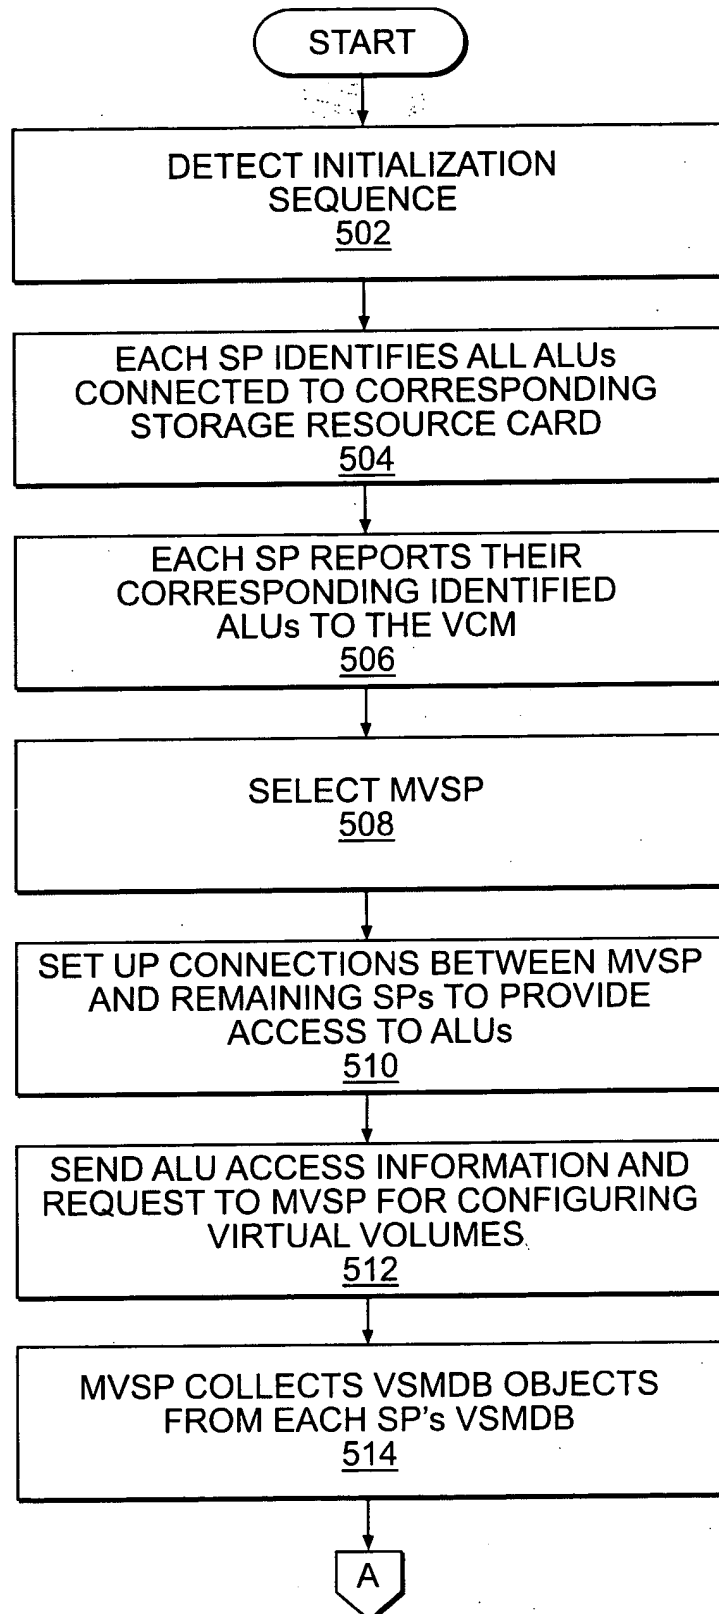 START
DETECT INITIALIZATION
SEQUENCE
502
EACH SP IDENTIFIES ALL ALUs
CONNECTED TO CORRESPONDING
STORAGE RESOURCE CARD
504
EACH SP REPORTS THEIR
CORRESPONDING IDENTIFIED
ALUs TO THE VCM
506
SELECT MVSP
508
SET UP CONNECTIONS BETWEEN MVSP
AND REMAINING SPs TO PROVIDE
ACCESS TO ALUs
510
SEND ALU ACCESS INFORMATION AND
REQUEST TO MVSP FOR CONFIGURING
VIRTUAL VOLUMES
512
MVSP COLLECTS VSMDB OBJECTS
FROM EACH SP's VSMDB
514
A